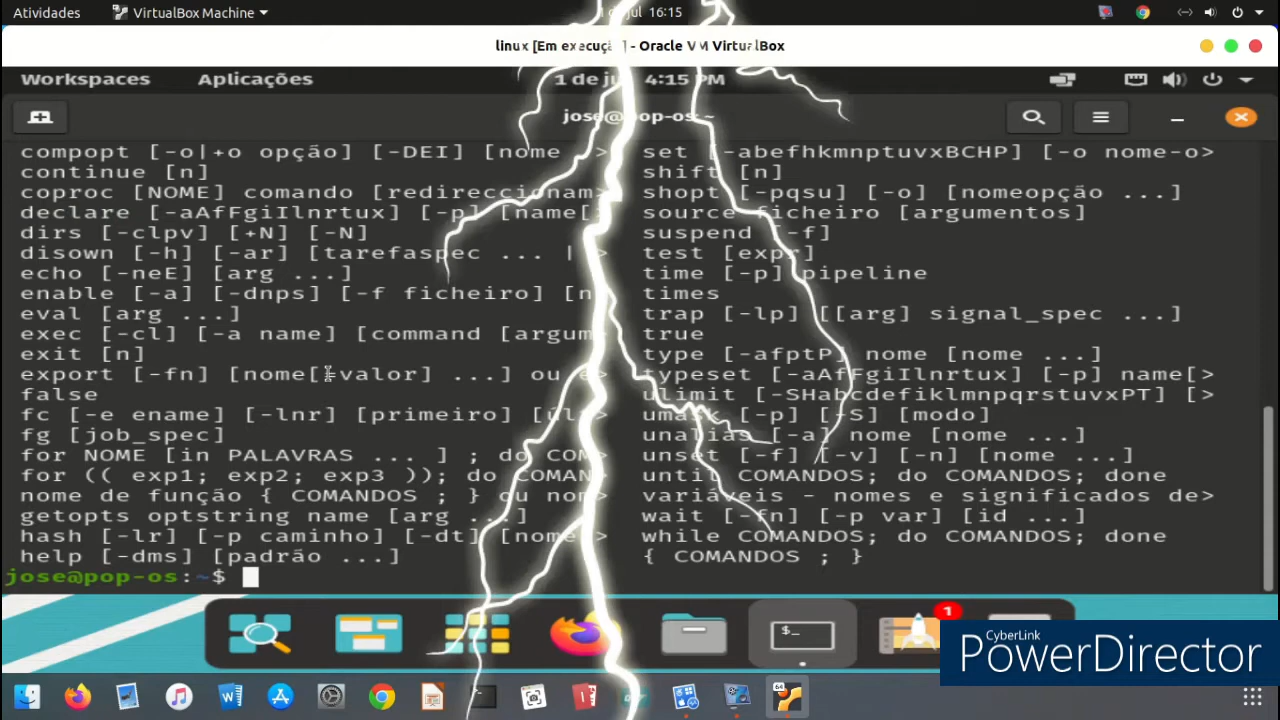 Atividades VirtualBox Machine 1 de jul 16:15
linux [Em execução] - Oracle VM VirtualBox
Workspaces Aplicações 1 de jul 4:15 PM
jose@pop-os: ~
compopt [-o|+o opção] [-DEI] [nome >
continue [n]
coproc [NOME] comando [redireccionam>
declare [-aAfFgiIlnrtux] [-p] [name[
dirs [-clpv] [+N] [-N]
disown [-h] [-ar] [tarefaspec ... | >
echo [-neE] [arg ...]
enable [-a] [-dnps] [-f ficheiro] [n
eval [arg ...]
exec [-cl] [-a name] [command [argum
exit [n]
export [-fn] [nome[=valor] ...] ou e>
false
fc [-e ename] [-lnr] [primeiro] [úl
fg [job_spec]
for NOME [in PALAVRAS ... ] ; do COM
for (( exp1; exp2; exp3 )); do COMAN
nome de função { COMANDOS ; } ou nom
getopts optstring name [arg ...]
hash [-lr] [-p caminho] [-dt] [nome >
help [-dms] [padrão ...]
set [-abefhkmnptuvxBCHP] [-o nome-o>
shift [n]
shopt [-pqsu] [-o] [nomeopção ...]
source ficheiro [argumentos]
suspend [-f]
test [expr]
time [-p] pipeline
times
trap [-lp] [[arg] signal_spec ...]
true
type [-afptP] nome [nome ...]
typeset [-aAfFgiIlnrtux] [-p] name[>
ulimit [-SHabcdefiklmnpqrstuvxPT] [>
umask [-p] [-S] [modo]
unalias [-a] nome [nome ...]
unset [-f] [-v] [-n] [nome ...]
until COMANDOS; do COMANDOS; done
variáveis - nomes e significados de>
wait [-fn] [-p var] [id ...]
while COMANDOS; do COMANDOS; done
{ COMANDOS ; }
jose@pop-os:~$
1
CyberLink
PowerDirector
64